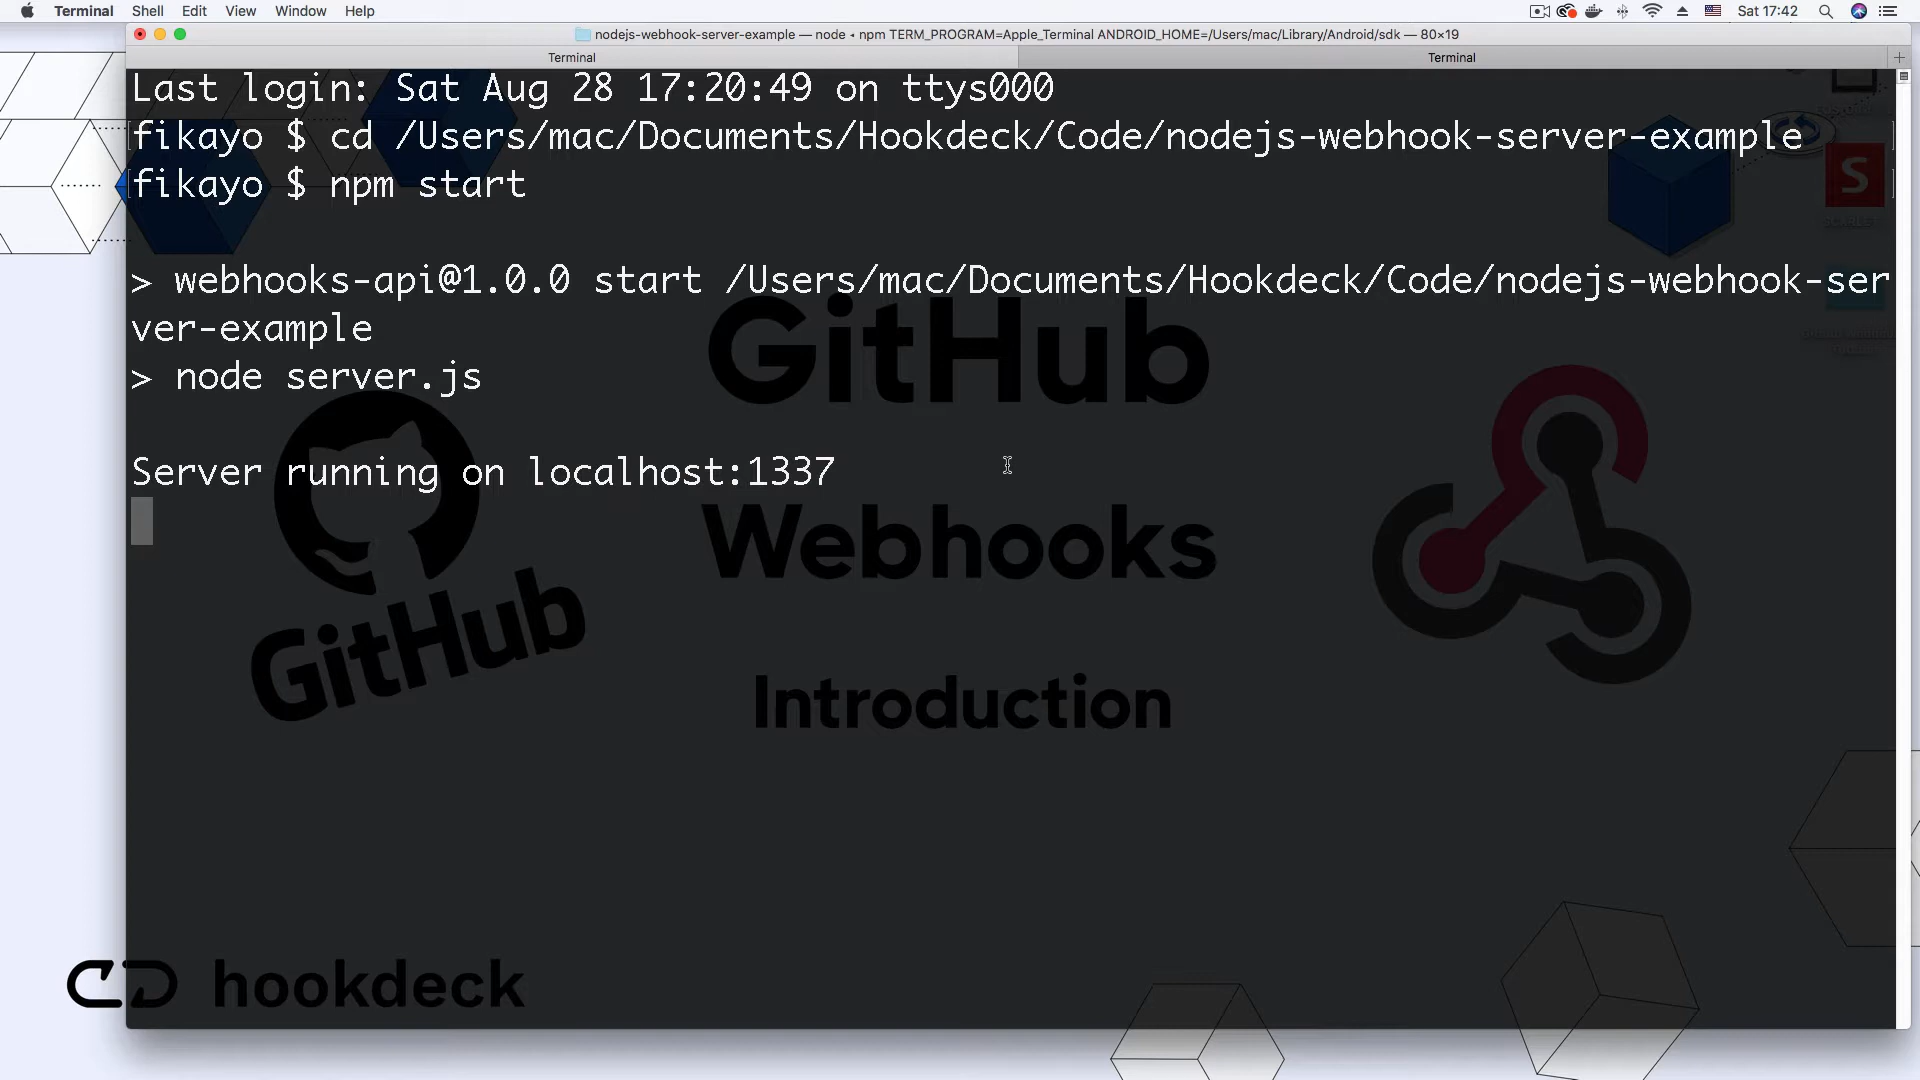 Terminal Shell Edit View Window Help Sat 17:42
nodejs-webhook-server-example — node ◂ npm TERM_PROGRAM=Apple_Terminal ANDROID_HOME=/Users/mac/Library/Android/sdk — 80×19
Terminal Terminal
Last login: Sat Aug 28 17:20:49 on ttys000
fikayo $ cd /Users/mac/Documents/Hookdeck/Code/nodejs-webhook-server-example
fikayo $ npm start
> webhooks-api@1.0.0 start /Users/mac/Documents/Hookdeck/Code/nodejs-webhook-ser
ver-example
> node server.js
Server running on localhost:1337
GitHub
Webhooks
Introduction
GitHub
S
hookdeck